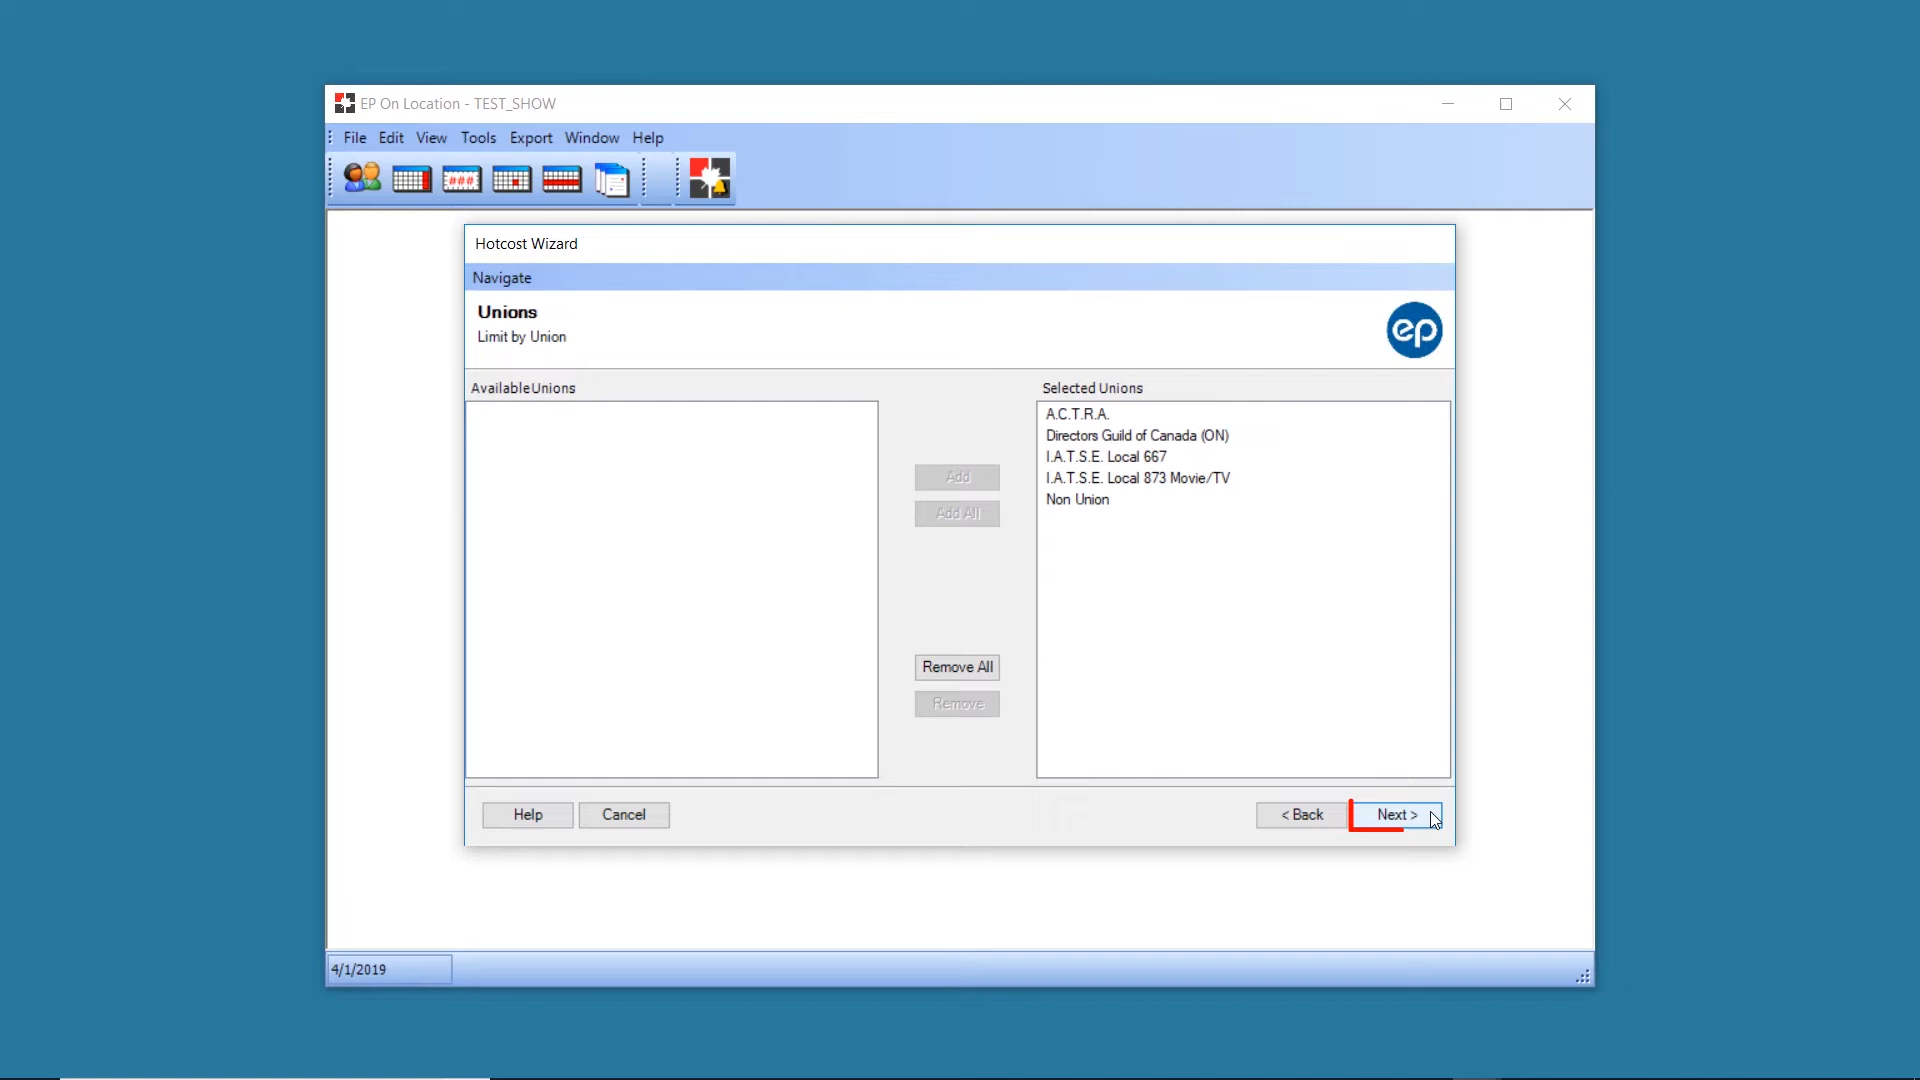 EP On Location - TEST_SHOW
File Edit View Tools Export Window Help
###
Hotcost Wizard
Navigate
Unions
Limit by Union
ep
Available Unions
Selected Unions
A.C.T.R.A.
Directors Guild of Canada (ON)
I.A.T.S.E. Local 667
I.A.T.S.E. Local 873 Movie/TV
Non Union
Add
Add All
Remove All
Remove
Help Cancel < Back Next >
4/1/2019